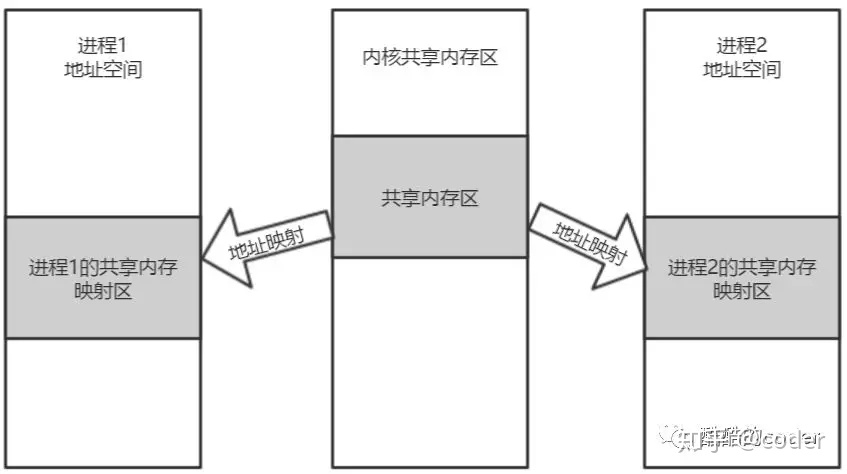 进程1
地址空间
内核共享内存区
进程2
地址空间
共享内存区
地址映射
地址映射
进程1的共享内存
映射区
进程2的共享内存
映射区
知乎 @coder